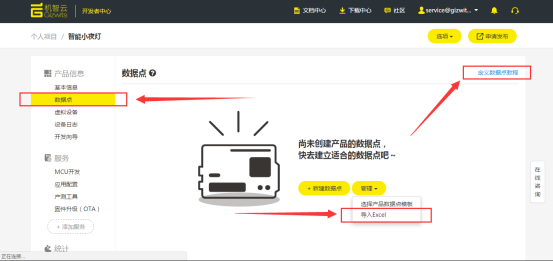 机智云
Gizwits
开发者中心
文档中心
下载中心
社区
service@gizwit...
个人项目 / 智能小夜灯
选项
申请发布
产品信息
基本信息
数据点
虚拟设备
设备日志
开发向导
服务
MCU开发
应用配置
产测工具
固件升级（OTA）
+ 添加服务
统计
数据点
定义数据点教程
尚未创建产品的数据点，
快去建立适合的数据点吧～
+ 新建数据点
管理
选择产品数据点模板
导入Excel
在线咨询
正在连接...